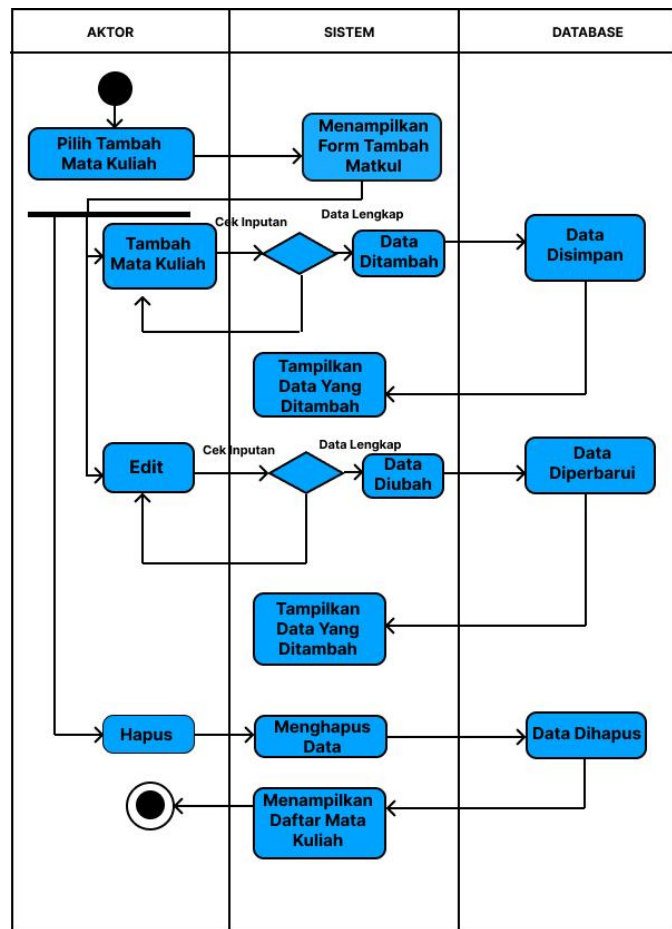 AKTOR
SISTEM
DATABASE
Pilih Tambah
Mata Kuliah
Menampilkan
Form Tambah
Matkul
Tambah
Mata Kuliah
Cek Inputan
Data Lengkap
Data
Ditambah
Data
Disimpan
Tampilkan
Data Yang
Ditambah
Edit
Cek Inputan
Data Lengkap
Data
Diubah
Data
Diperbarui
Tampilkan
Data Yang
Ditambah
Hapus
Menghapus
Data
Data Dihapus
Menampilkan
Daftar Mata
Kuliah